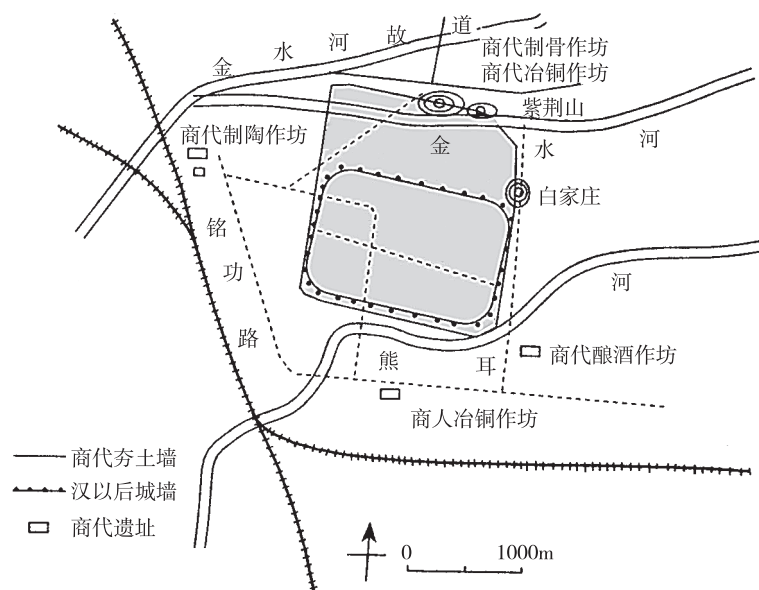 金水河故道
商代制骨作坊
商代冶铜作坊
紫荆山
金水河
商代制陶作坊
白家庄
铭功路
熊耳河
商代酿酒作坊
商人冶铜作坊
商代夯土墙
汉以后城墙
商代遗址
0 1000m